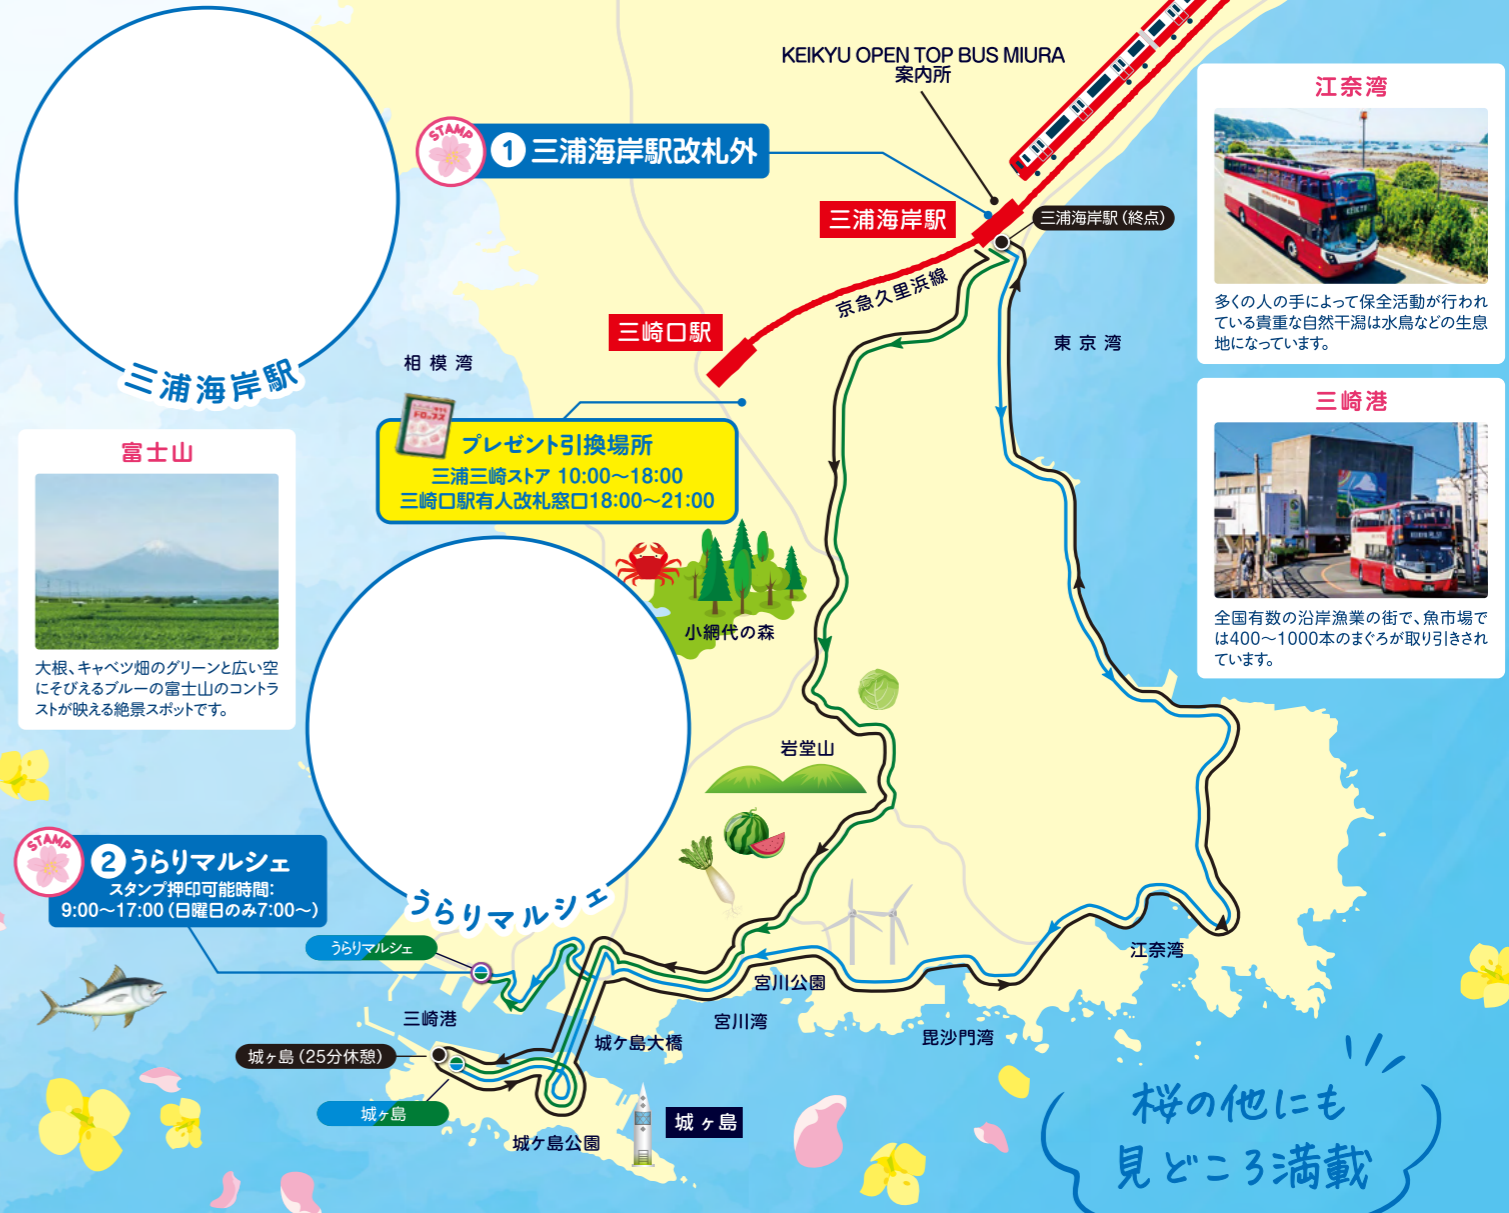 KEIKYU OPEN TOP BUS MIURA
案内所
STAMP
1 三浦海岸駅改札外
三浦海岸駅
三浦海岸駅（終点）
京急久里浜線
三崎口駅
三浦海岸駅
相模湾
東京湾
江奈湾
多くの人の手によって保全活動が行われ
ている貴重な自然干潟は水鳥などの生息
地になっています。
三崎港
全国有数の沿岸漁業の街で、魚市場で
は400～1000本のまぐろが取り引きされ
ています。
富士山
大根、キャベツ畑のグリーンと広い空
にそびえるブルーの富士山のコントラ
ストが映える絶景スポットです。
ドロップス
プレゼント引換場所
三浦三崎ストア 10:00～18:00
三崎口駅有人改札窓口18:00～21:00
小網代の森
岩堂山
STAMP
2 うらりマルシェ
スタンプ押印可能時間：
9:00～17:00（日曜日のみ7:00～）
うらりマルシェ
うらりマルシェ
三崎港
城ヶ島（25分休憩）
城ヶ島
城ケ島大橋
城ケ島公園
城ヶ島
宮川公園
宮川湾
毘沙門湾
江奈湾
桜の他にも
見どころ満載